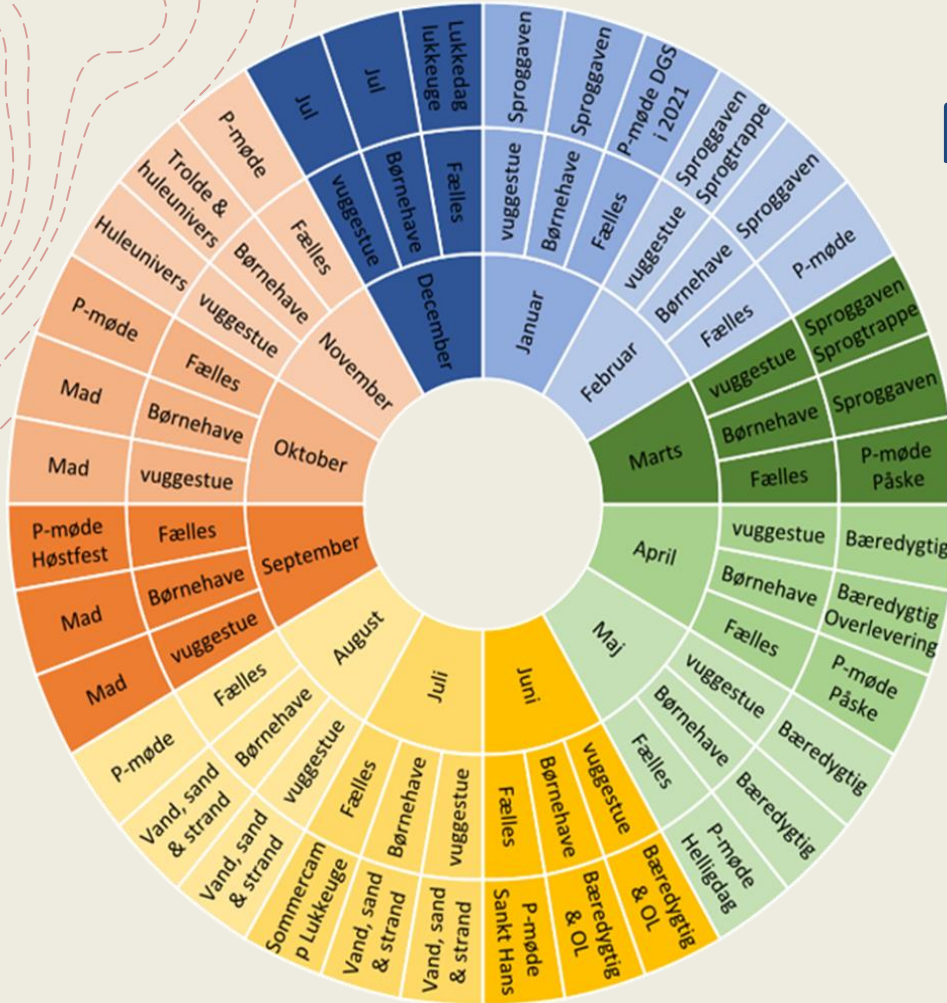 Januar
vuggestue
Sproggaven
Børnehave
Sproggaven
Fælles
P-møde DGS
i 2021
Februar
vuggestue
Sproggaven
Sprogtrappe
Børnehave
Sproggaven
Fælles
P-møde
Marts
vuggestue
Sproggaven
Sprogtrappe
Børnehave
Sproggaven
Fælles
P-møde
Påske
April
vuggestue
Bæredygtig
Børnehave
Bæredygtig
Overlevering
Fælles
P-møde
Påske
Maj
vuggestue
Bæredygtig
Børnehave
Bæredygtig
Fælles
P-møde
Helligdag
Juni
vuggestue
Bæredygtig
& OL
Børnehave
Bæredygtig
& OL
Fælles
P-møde
Sankt Hans
Juli
vuggestue
Vand, sand
& strand
Børnehave
Vand, sand
& strand
Fælles
Sommercam
p Lukkeuge
August
vuggestue
Vand, sand
& strand
Børnehave
Vand, sand
& strand
Fælles
P-møde
September
vuggestue
Mad
Børnehave
Mad
Fælles
P-møde
Høstfest
Oktober
vuggestue
Mad
Børnehave
Mad
Fælles
P-møde
November
vuggestue
Huleunivers
Børnehave
Trolde &
huleunivers
Fælles
P-møde
December
vuggestue
Jul
Børnehave
Jul
Fælles
Lukkedag
lukkeuge